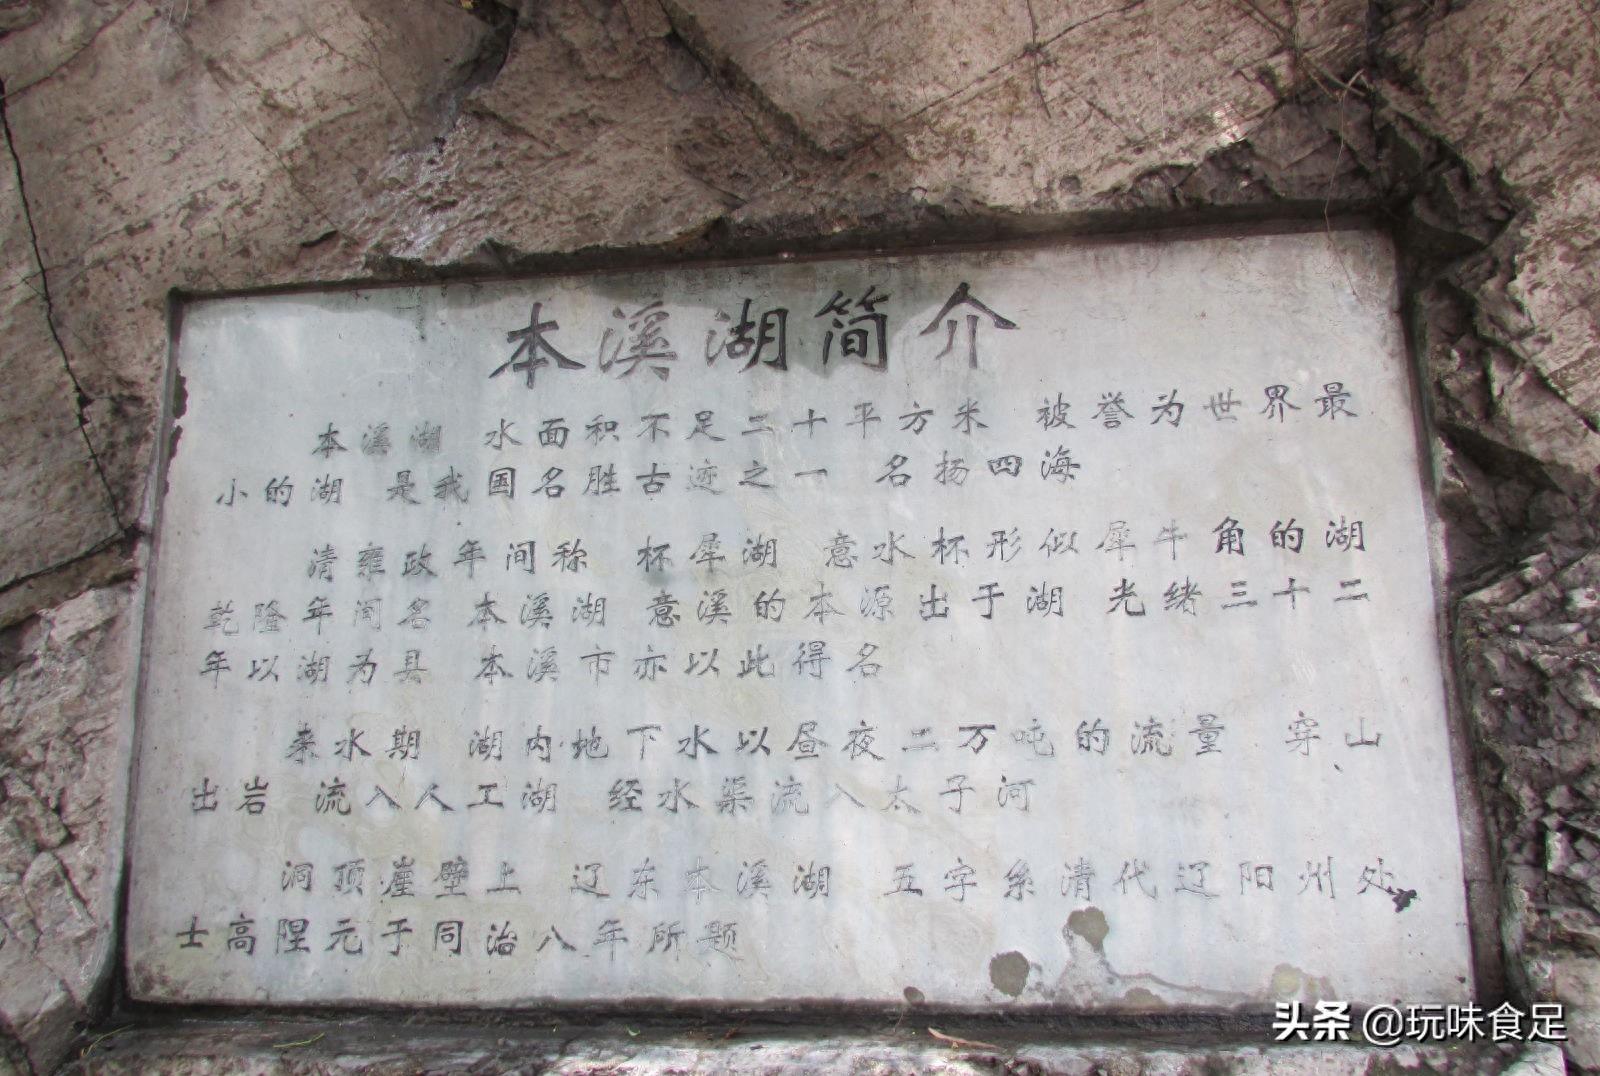 本溪湖简介
本溪湖 水面积不足二十平方米 被誉为世界最
小的湖 是我国名胜古迹之一 名扬四海
清雍政年间称 杯犀湖 意水杯形似犀牛角的湖
乾隆年间名 本溪湖 意溪的本源出于湖 光绪三十二
年以湖为县 本溪市亦以此得名
来水期 湖内地下水以昼夜二万吨的流量 穿山
出岩 流入人工湖 经水渠流入太子河
洞顶崖壁上 辽东本溪湖 五字系清代辽阳州处
士高陞元于同治八年所题
头条 @玩味食足